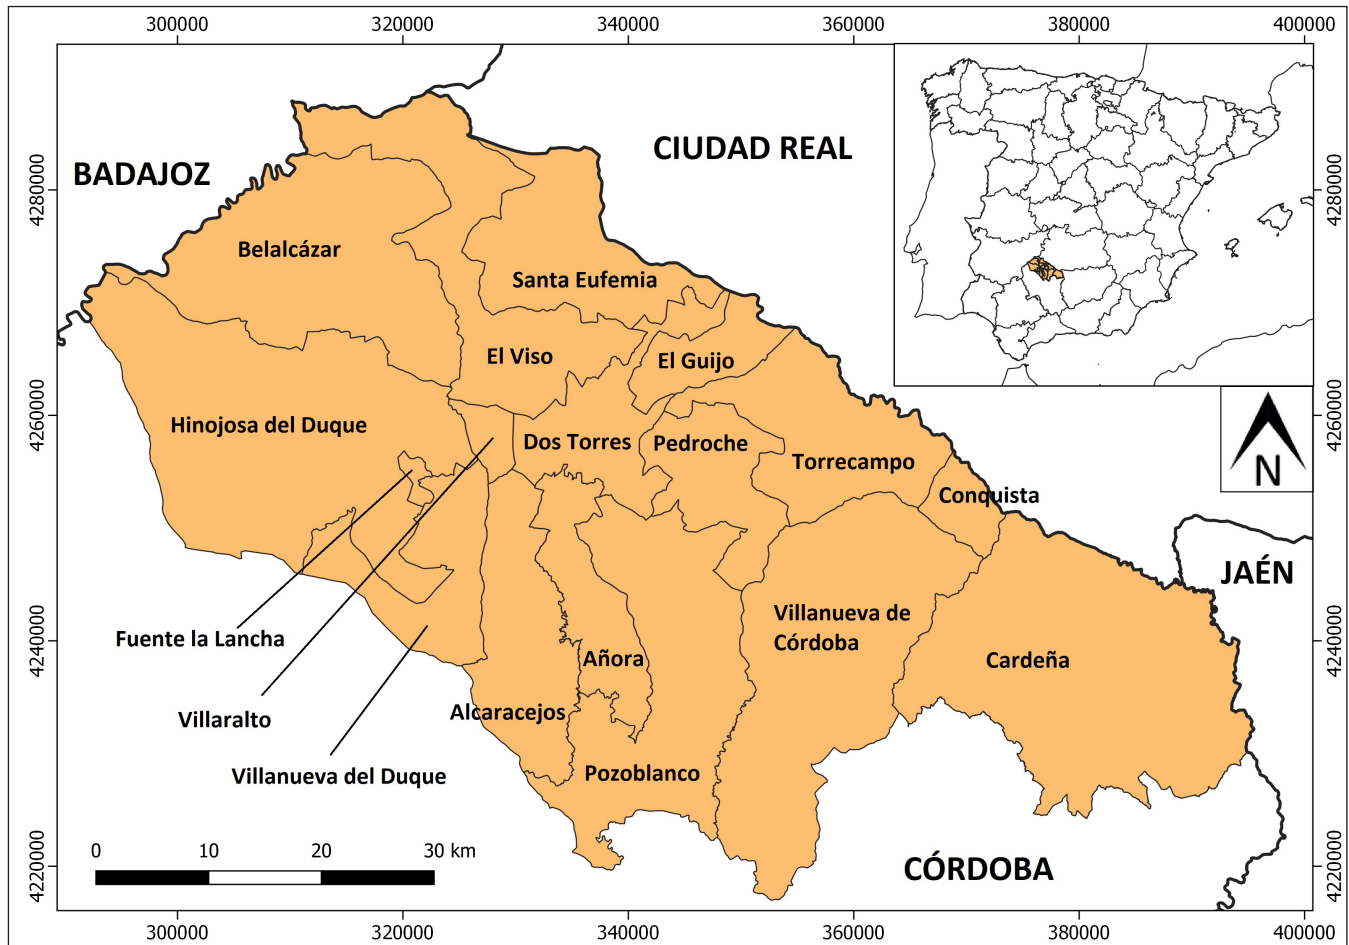 300000 320000 340000 360000 380000 400000
4280000
4280000
CIUDAD REAL
BADAJOZ
Belalcázar
Santa Eufemia
El Viso
El Guijo
4260000
4260000
Hinojosa del Duque
Dos Torres
Pedroche
Torrecampo
Conquista
N
JAÉN
Villanueva de
Córdoba
Fuente la Lancha
4240000
4240000
Añora
Cardeña
Villaralto
Alcaracejos
Villanueva del Duque
Pozoblanco
0 10 20 30 km
CÓRDOBA
4220000
4220000
300000 320000 340000 360000 380000 400000